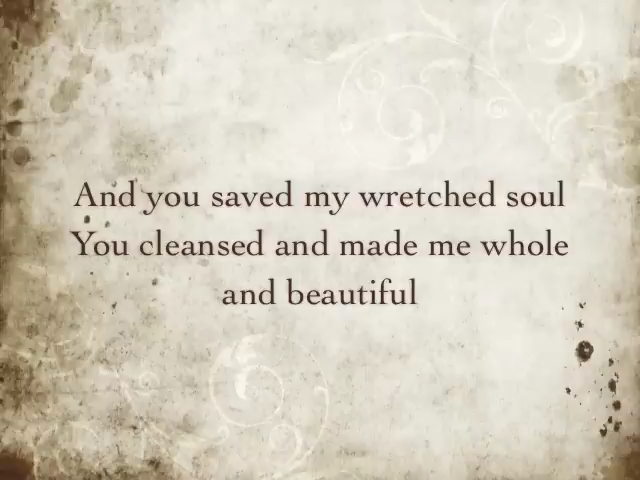 And you saved my wretched soul
You cleansed and made me whole
and beautiful